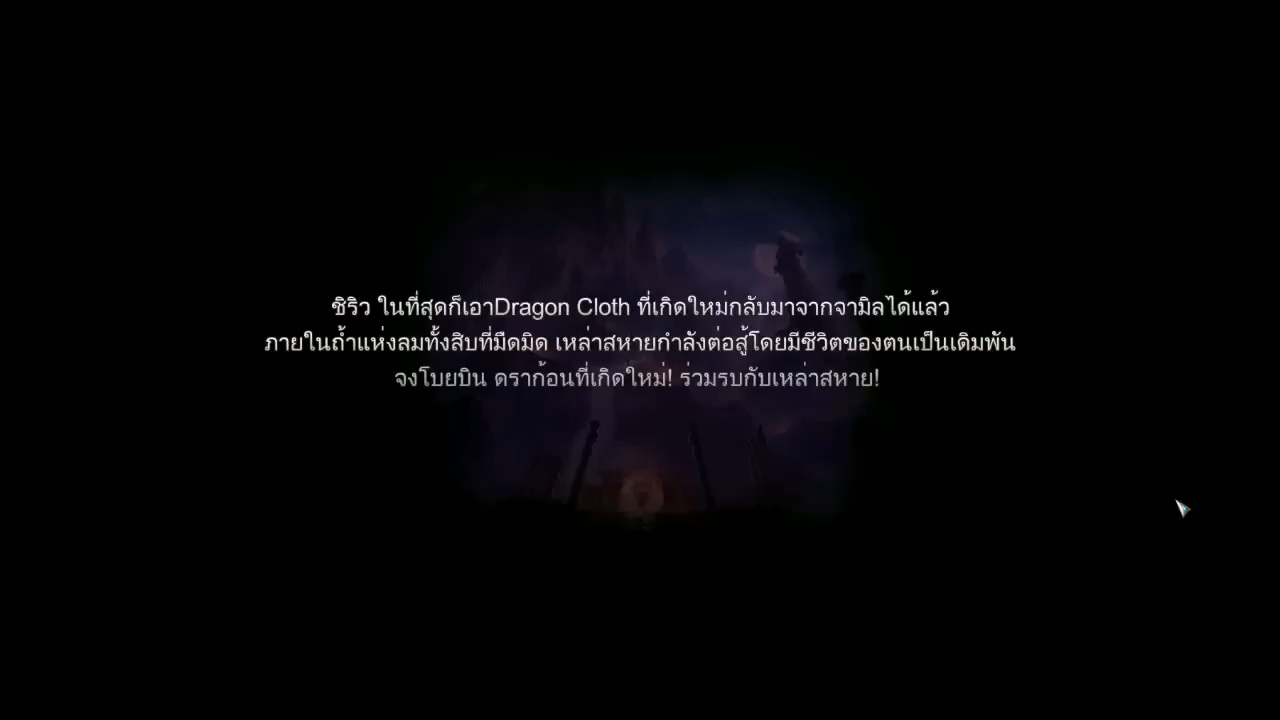 ชิริว ในที่สุดก็เอาDragon Cloth ที่เกิดใหม่กลับมาจากจามิลได้แล้ว
ภายในถ้ำแห่งลมทั้งสิบที่มืดมิด เหล่าสหายกำลังต่อสู้โดยมีชีวิตของตนเป็นเดิมพัน
จงโบยบิน ดราก้อนที่เกิดใหม่! ร่วมรบกับเหล่าสหาย!